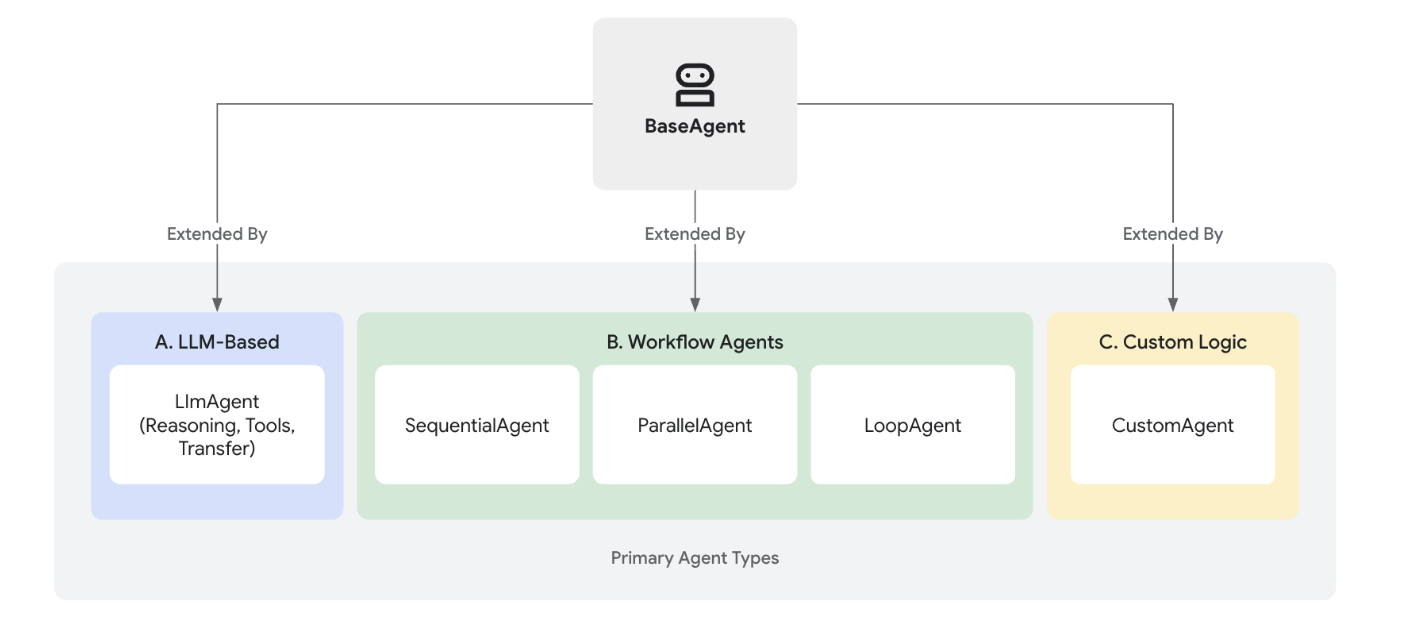 BaseAgent
Extended By
Extended By
Extended By
A. LLM-Based
LlmAgent
(Reasoning, Tools,
Transfer)
B. Workflow Agents
SequentialAgent
ParallelAgent
LoopAgent
C. Custom Logic
CustomAgent
Primary Agent Types